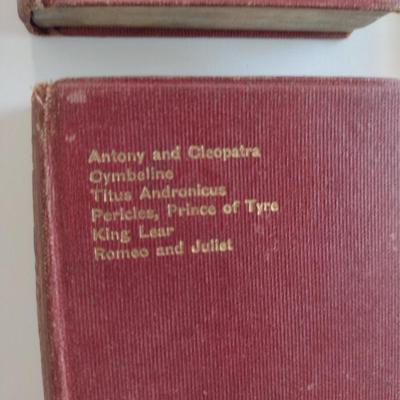 Antony and Cleopatra
Cymbeline
Titus Andronicus
Pericles, Prince of Tyre
King Lear
Romeo and Juliet